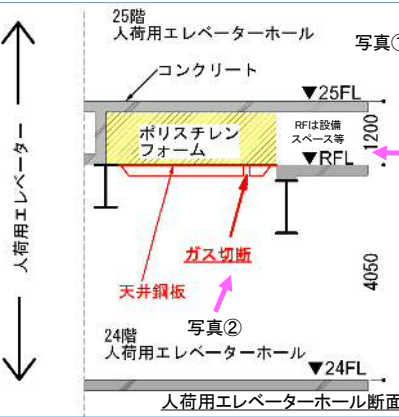 25階
人荷用エレベーターホール
写真①
コンクリート
▼25FL
ポリスチレン
フォーム
RFは設備
スペース等
1200
▼RFL
人荷用エレベーター
ガス切断
天井鋼板
4050
写真②
24階
人荷用エレベーターホール
▼24FL
人荷用エレベーターホール断面